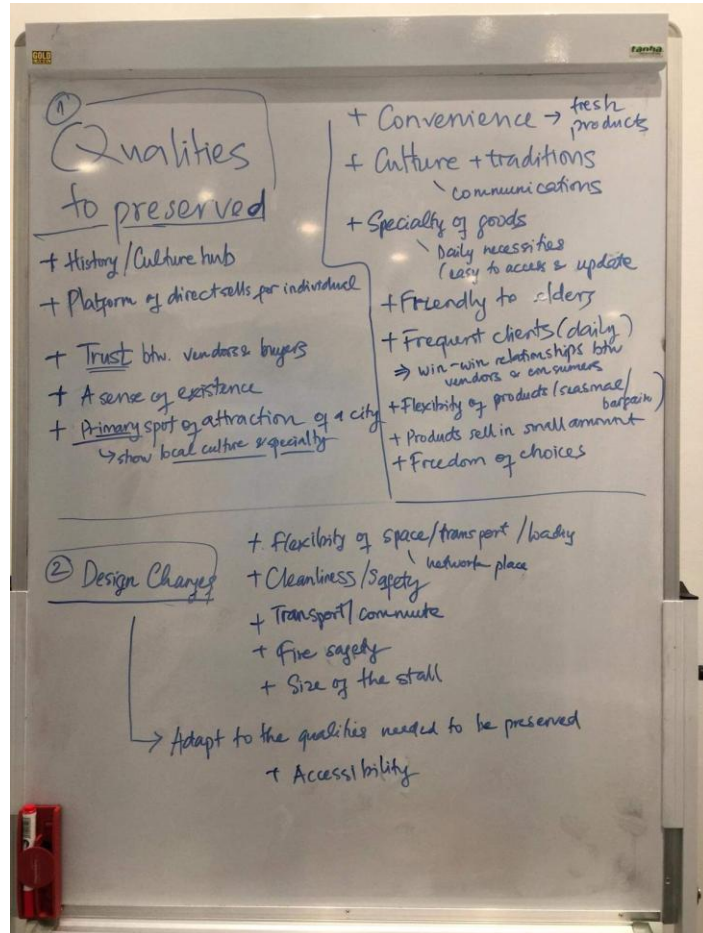 GOLD
tanha
①
Qualities
to preserved
+ History/Culture hub
+ Platform of direct sells for individual
+ Trust btw. vendors & buyers
+ A sense of existence
+ Primary spot of attraction of a city
↳ show local culture & specialty
+ Convenience → fresh products
+ Culture + traditions
\ communications
+ Specialty of goods
\ Daily necessities
(easy to access & update
+ Friendly to elders
+ Frequent clients (daily)
⇒ win-win relationships btw
vendors & consumers
+ Flexibility of products (seasonal/
bargain)
+ Products sell in small amount
+ Freedom of choices
② Design Changes
+ Flexibility of space/transport/
\ network place
+ Cleanliness/Safety
+ Transport/commute
+ Fire safety
+ Size of the stall
→ Adapt to the qualities needed to be preserved
+ Accessibility